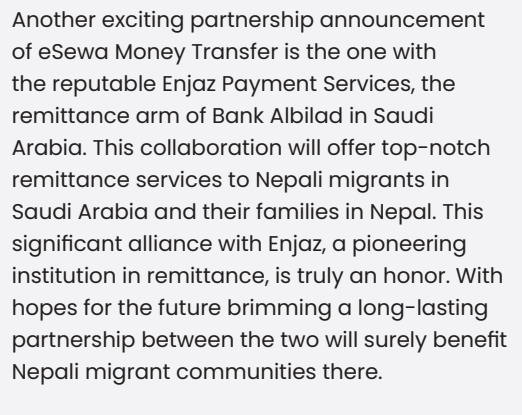 Another exciting partnership announcement
of eSewa Money Transfer is the one with
the reputable Enjaz Payment Services, the
remittance arm of Bank Albilad in Saudi
Arabia. This collaboration will offer top-notch
remittance services to Nepali migrants in
Saudi Arabia and their families in Nepal. This
significant alliance with Enjaz, a pioneering
institution in remittance, is truly an honor. With
hopes for the future brimming a long-lasting
partnership between the two will surely benefit
Nepali migrant communities there.